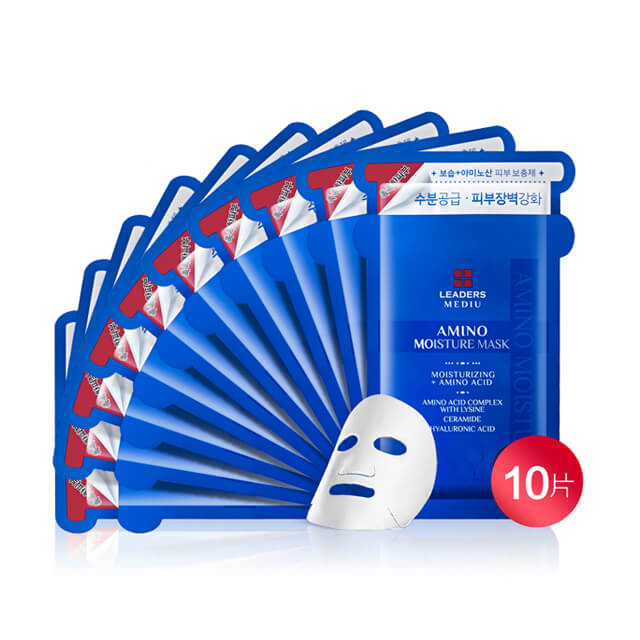 ✦ 보습+아미노산 피부보충제 ✦
수분공급 · 피부장벽강화
LEADERS
MEDIU
AMINO
MOISTURE MASK
MOISTURIZING
+ AMINO ACID
AMINO ACID COMPLEX
WITH LYSINE
CERAMIDE
HYALURONIC ACID
AMINO MOIST
10片